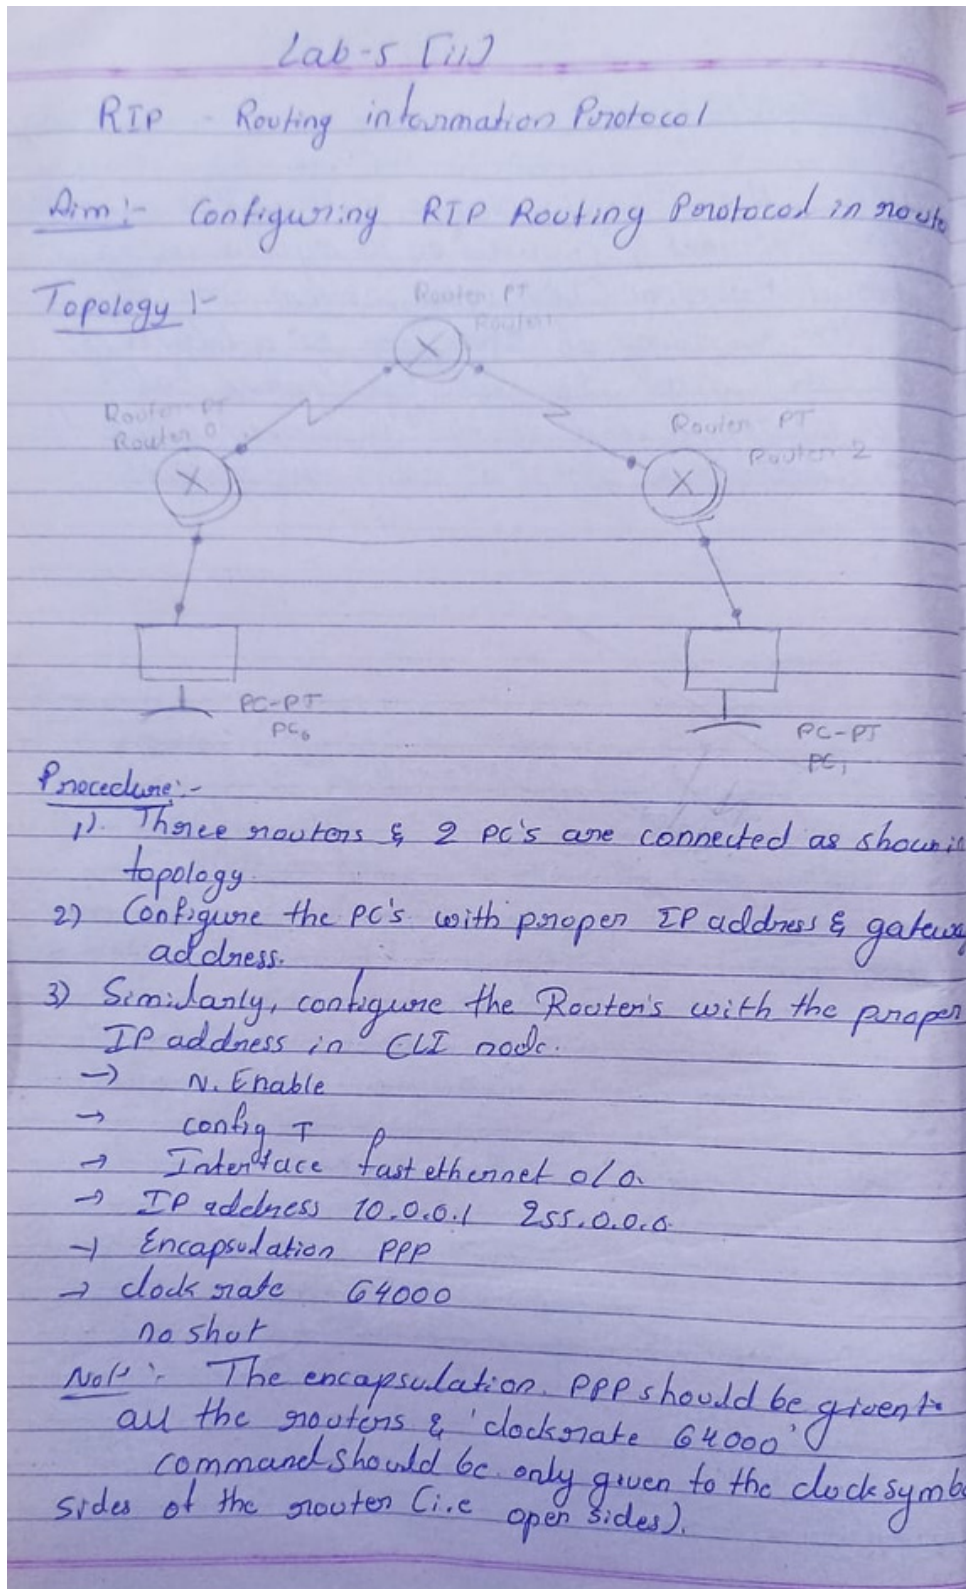 Lab-5 [ii]
RIP - Routing information Protocol
Aim:- Configuring RIP Routing Protocol in route
Topology :-
Router PT
Router
Router-PT
Router 0
Router PT
Router 2
PC-PT
PC0
PC-PT
PC1
Procedure:-
1). Three routers & 2 PC's are connected as shown i
topology.
2) Configure the PC's with proper IP address & gateway
address.
3) Similarly, configure the Router's with the proper
IP address in CLI node.
→ N. Enable
→ config T
→ Interface fast ethernet 0/0.
→ IP address 10.0.0.1 255.0.0.0.
→ Encapsulation PPP
→ clock rate 64000
no shut
Note:- The encapsulation PPP should be given to
all the routers & 'clockrate 64000'
command should be only given to the clock symb
sides of the router (i.e open sides).